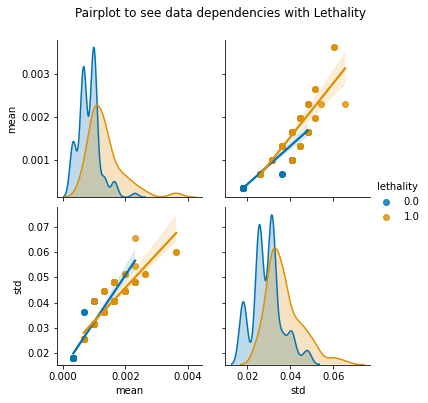 Pairplot to see data dependencies with Lethality
0.003
0.002
0.001
mean
lethality
0.0
1.0
0.07
0.06
0.05
0.04
0.03
0.02
std
0.000 0.002 0.004
mean
0.02 0.04 0.06
std